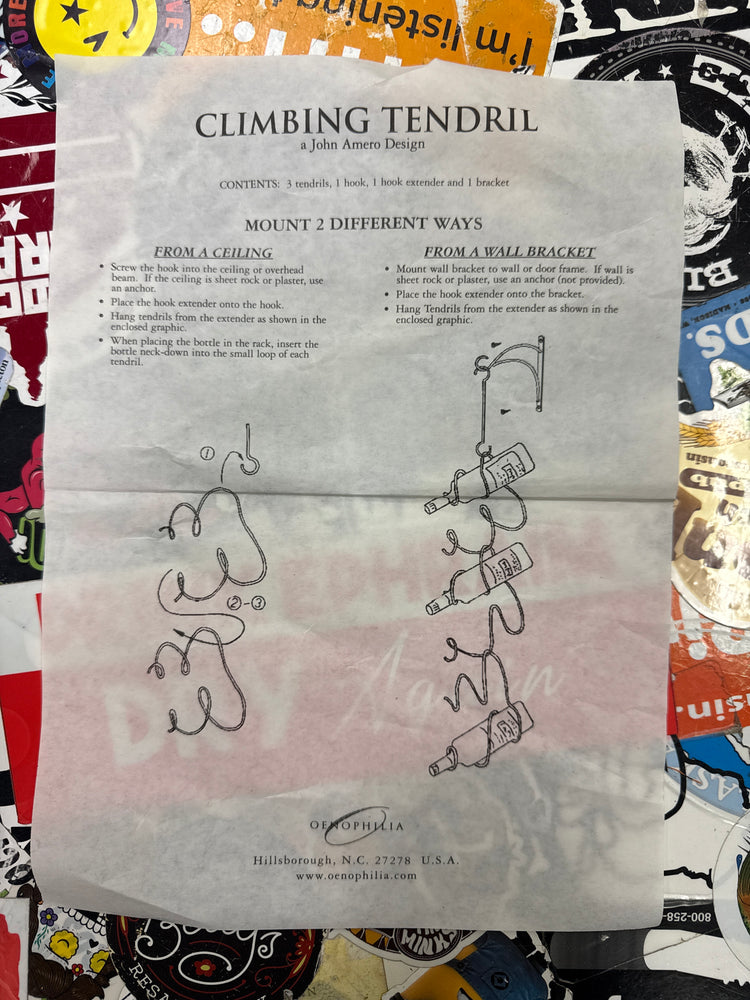 I'm listening t
CLIMBING TENDRIL
a John Amero Design
CONTENTS: 3 tendrils, 1 hook, 1 hook extender and 1 bracket
MOUNT 2 DIFFERENT WAYS
FROM A CEILING
• Screw the hook into the ceiling or overhead
beam. If the ceiling is sheet rock or plaster, use
an anchor.
• Place the hook extender onto the hook.
• Hang tendrils from the extender as shown in the
enclosed graphic.
• When placing the bottle in the rack, insert the
bottle neck-down into the small loop of each
tendril.
FROM A WALL BRACKET
• Mount wall bracket to wall or door frame. If wall is
sheet rock or plaster, use an anchor (not provided).
• Place the hook extender onto the bracket.
• Hang Tendrils from the extender as shown in the
enclosed graphic.
1
2-3
DRY Again
OENOPHILIA
Hillsborough, N.C. 27278 U.S.A.
www.oenophilia.com
DS.
sin.
800-258-